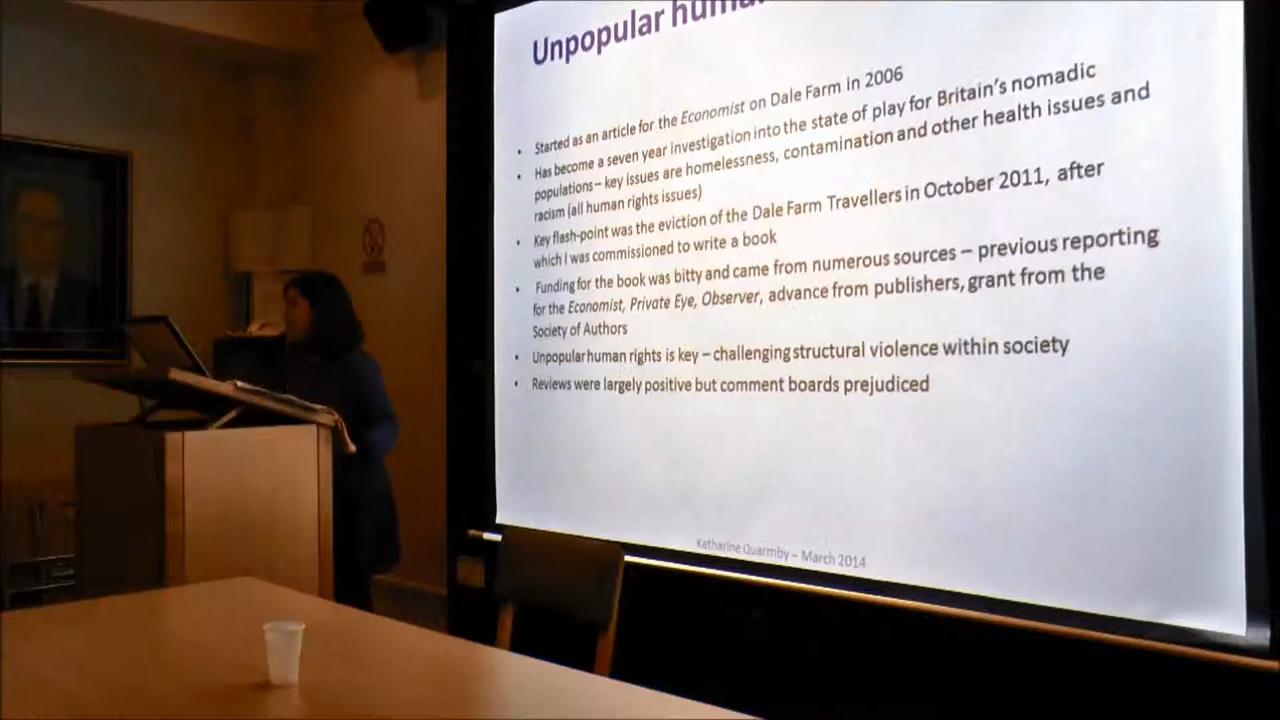 Unpopular
• Started as an article for the Economist on Dale Farm in 2006
• Has become a seven year investigation into the state of play for Britain's nomadic
populations – key issues are homelessness, contamination and other health issues and
racism (all human rights issues)
• Key flash-point was the eviction of the Dale Farm Travellers in October 2011, after
which I was commissioned to write a book
• Funding for the book was bitty and came from numerous sources – previous reporting
for the Economist, Private Eye, Observer, advance from publishers, grant from the
Society of Authors
• Unpopular human rights is key – challenging structural violence within society
• Reviews were largely positive but comment boards prejudiced
Katharine Quarmby – March 2014